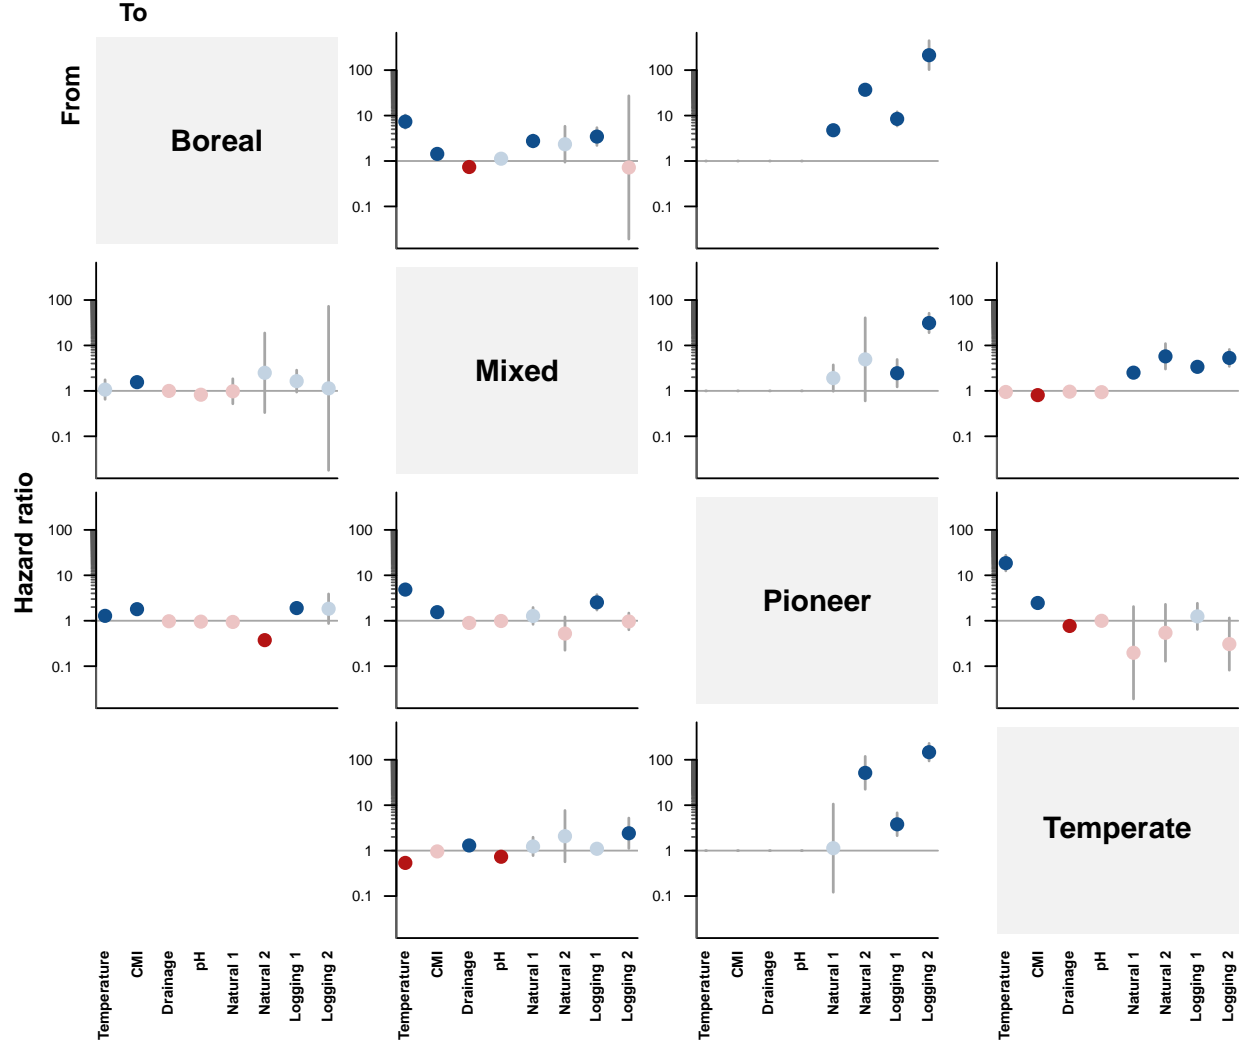 To
From
Boreal
100
10
1
0.1
100
10
1
0.1
100
10
1
0.1
Mixed
100
10
1
0.1
100
10
1
0.1
Hazard ratio
100
10
1
0.1
100
10
1
0.1
Pioneer
100
10
1
0.1
100
10
1
0.1
100
10
1
0.1
Temperate
Temperature
CMI
Drainage
pH
Natural 1
Natural 2
Logging 1
Logging 2
Temperature
CMI
Drainage
pH
Natural 1
Natural 2
Logging 1
Logging 2
Temperature
CMI
Drainage
pH
Natural 1
Natural 2
Logging 1
Logging 2
Temperature
CMI
Drainage
pH
Natural 1
Natural 2
Logging 1
Logging 2